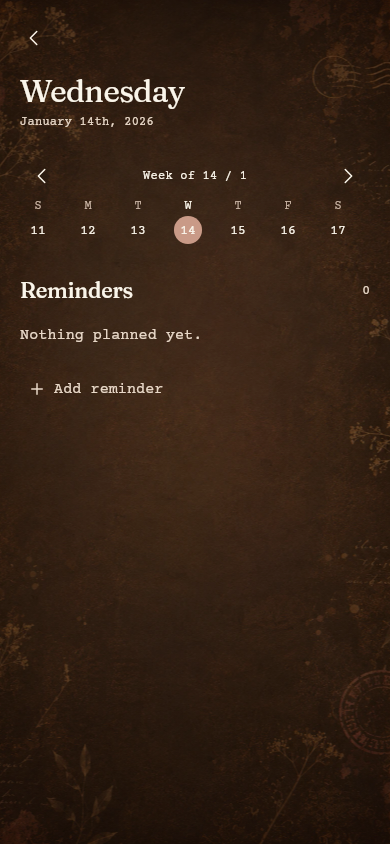 Wednesday
January 14th, 2026
Week of 14 / 1
S M T W T F S
11 12 13 14 15 16 17
Reminders 0
Nothing planned yet.
+ Add reminder